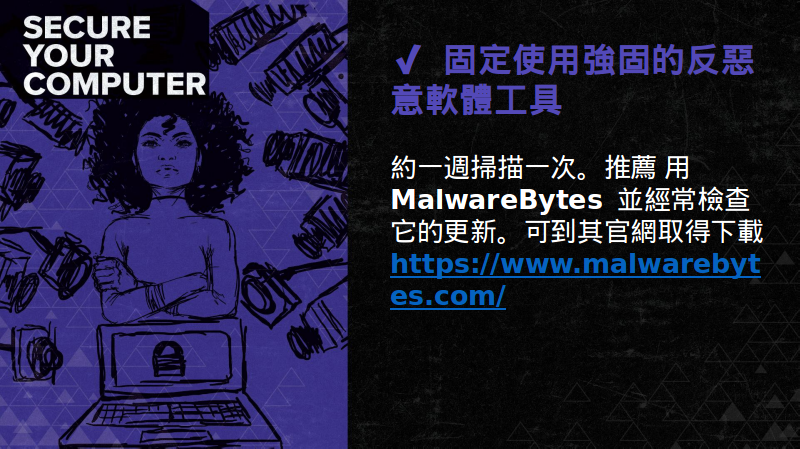 SECURE
YOUR
COMPUTER
✓ 固定使用強固的反惡
意軟體工具
約一週掃描一次。推薦 用
MalwareBytes 並經常檢查
它的更新。可到其官網取得下載
https://www.malwarebyt
es.com/